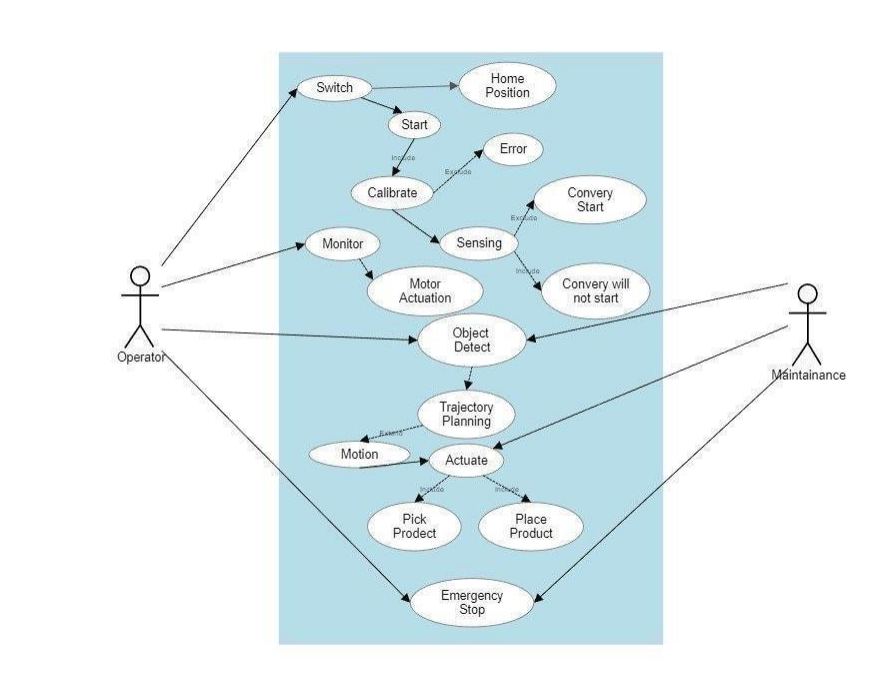 Switch
Home
Position
Start
Include
Error
Exclude
Calibrate
Convery
Start
Exclude
Monitor
Sensing
Include
Motor
Actuation
Convery will
not start
Object
Detect
Operator
Maintainance
Trajectory
Planning
Extend
Motion
Actuate
Include
Include
Pick
Prodect
Place
Product
Emergency
Stop